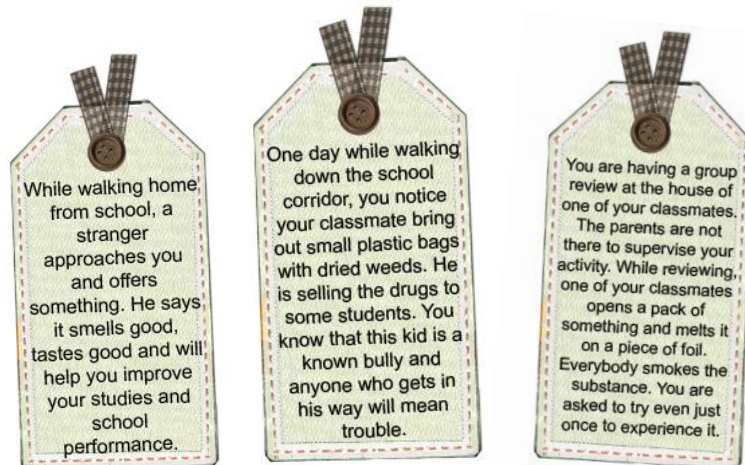 While walking home
from school, a
stranger
approaches you
and offers
something. He says
it smells good,
tastes good and will
help you improve
your studies and
school
performance.
One day while walking
down the school
corridor, you notice
your classmate bring
out small plastic bags
with dried weeds. He
is selling the drugs to
some students. You
know that this kid is a
known bully and
anyone who gets in
his way will mean
trouble.
You are having a group
review at the house of
one of your classmates.
The parents are not
there to supervise your
activity. While reviewing,
one of your classmates
opens a pack of
something and melts it
on a piece of foil.
Everybody smokes the
substance. You are
asked to try even just
once to experience it.